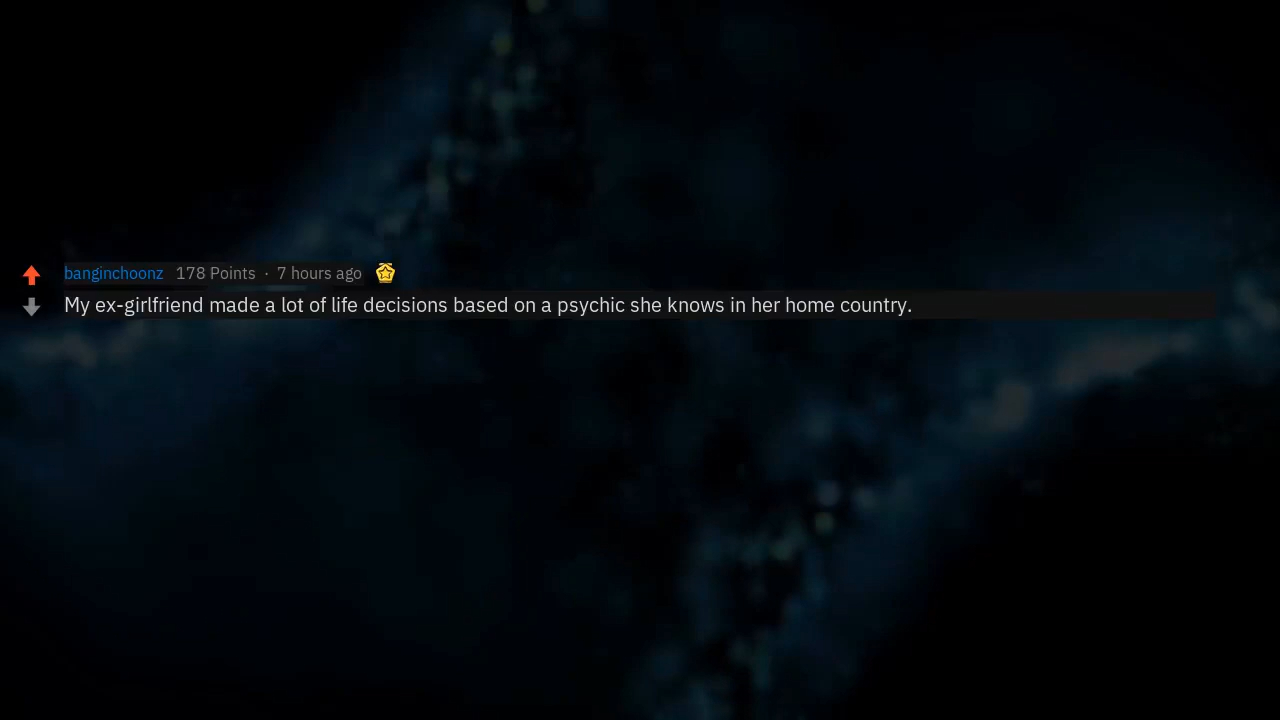 banginchoonz 178 Points · 7 hours ago
My ex-girlfriend made a lot of life decisions based on a psychic she knows in her home country.